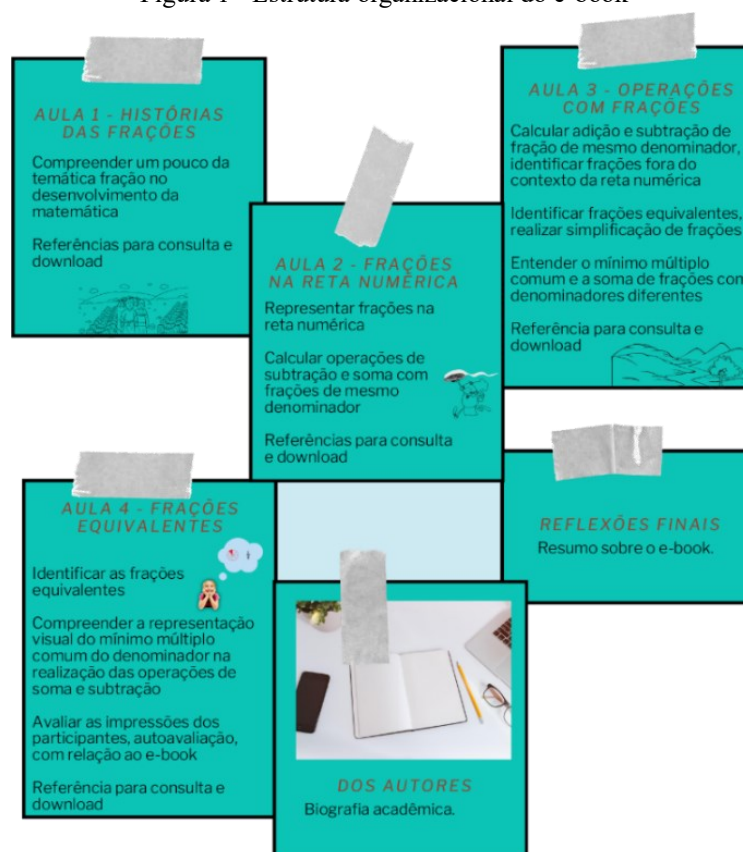 Figura 1 - Estrutura organizacional do e-book
AULA 1 - HISTÓRIAS
DAS FRAÇÕES
Compreender um pouco da
temática fração no
desenvolvimento da
matemática
Referências para consulta e
download
AULA 2 - FRAÇÕES
NA RETA NUMÉRICA
Representar frações na
reta numérica
Calcular operações de
subtração e soma com
frações de mesmo
denominador
Referências para consulta
e download
AULA 3 - OPERAÇÕES
COM FRAÇÕES
Calcular adição e subtração de
fração de mesmo denominador,
identificar frações fora do
contexto da reta numérica
Identificar frações equivalentes,
realizar simplificação de frações
Entender o mínimo múltiplo
comum e a soma de frações com
denominadores diferentes
Referência para consulta e
download
AULA 4 - FRAÇÕES
EQUIVALENTES
Identificar as frações
equivalentes
Compreender a representação
visual do mínimo múltiplo
comum do denominador na
realização das operações de
soma e subtração
Avaliar as impressões dos
participantes, autoavaliação,
com relação ao e-book
Referência para consulta e
download
REFLEXÕES FINAIS
Resumo sobre o e-book.
DOS AUTORES
Biografia acadêmica.